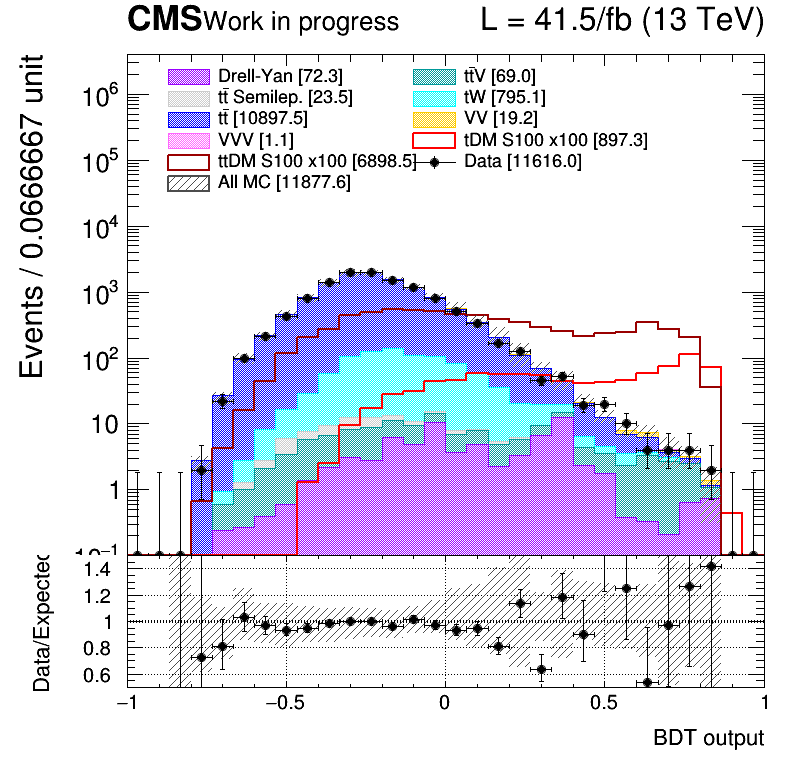 CMS Work in progress L = 41.5/fb (13 TeV)
Events / 0.0666667 unit
Drell-Yan [72.3] tt̄V [69.0]
tt̄ Semilep. [23.5] tW [795.1]
tt̄ [10897.5] VV [19.2]
VVV [1.1] tDM S100 x100 [897.3]
ttDM S100 x100 [6898.5] Data [11616.0]
All MC [11877.6]
10⁶
10⁵
10⁴
10³
10²
10
1
10⁻¹
Data/Expected
1.4
1.2
1
0.8
0.6
−1 −0.5 0 0.5 1
BDT output